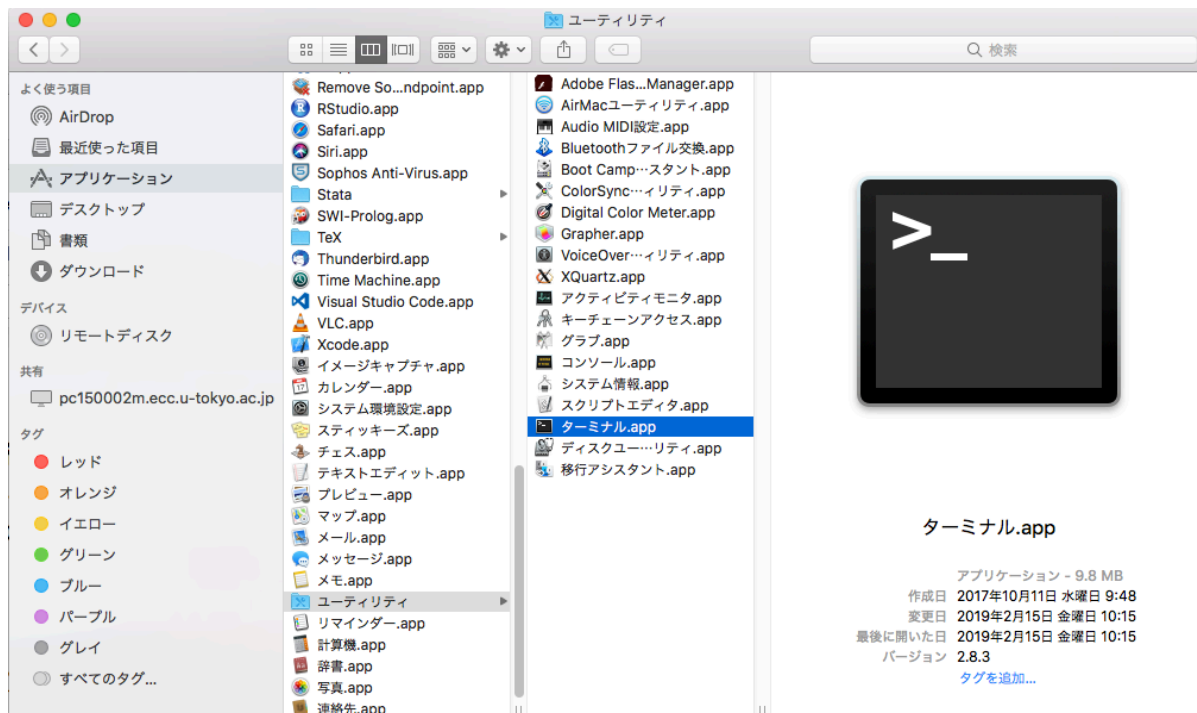 ユーティリティ
検索
よく使う項目
AirDrop
最近使った項目
アプリケーション
デスクトップ
書類
ダウンロード
デバイス
リモートディスク
共有
pc150002m.ecc.u-tokyo.ac.jp
タグ
レッド
オレンジ
イエロー
グリーン
ブルー
パープル
グレイ
すべてのタグ...
Remove So...ndpoint.app
RStudio.app
Safari.app
Siri.app
Sophos Anti-Virus.app
Stata
SWI-Prolog.app
TeX
Thunderbird.app
Time Machine.app
Visual Studio Code.app
VLC.app
Xcode.app
イメージキャプチャ.app
カレンダー.app
システム環境設定.app
スティッキーズ.app
チェス.app
テキストエディット.app
プレビュー.app
マップ.app
メール.app
メッセージ.app
メモ.app
ユーティリティ
リマインダー.app
計算機.app
辞書.app
写真.app
連絡先.app
Adobe Flas...Manager.app
AirMacユーティリティ.app
Audio MIDI設定.app
Bluetoothファイル交換.app
Boot Camp…スタント.app
ColorSync…ィリティ.app
Digital Color Meter.app
Grapher.app
VoiceOver…ィリティ.app
XQuartz.app
アクティビティモニタ.app
キーチェーンアクセス.app
グラブ.app
コンソール.app
システム情報.app
スクリプトエディタ.app
ターミナル.app
ディスクユー…リティ.app
移行アシスタント.app
>_
ターミナル.app
アプリケーション - 9.8 MB
作成日 2017年10月11日 水曜日 9:48
変更日 2019年2月15日 金曜日 10:15
最後に開いた日 2019年2月15日 金曜日 10:15
バージョン 2.8.3
タグを追加...